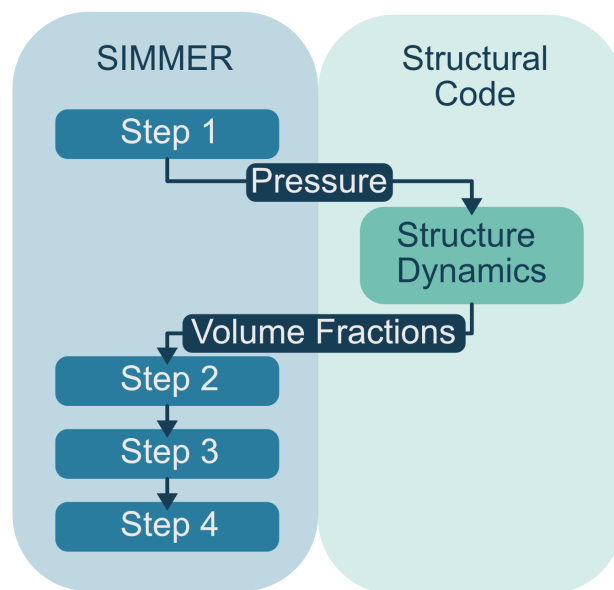 SIMMER
Structural
Code
Step 1
Pressure
Structure
Dynamics
Volume Fractions
Step 2
Step 3
Step 4